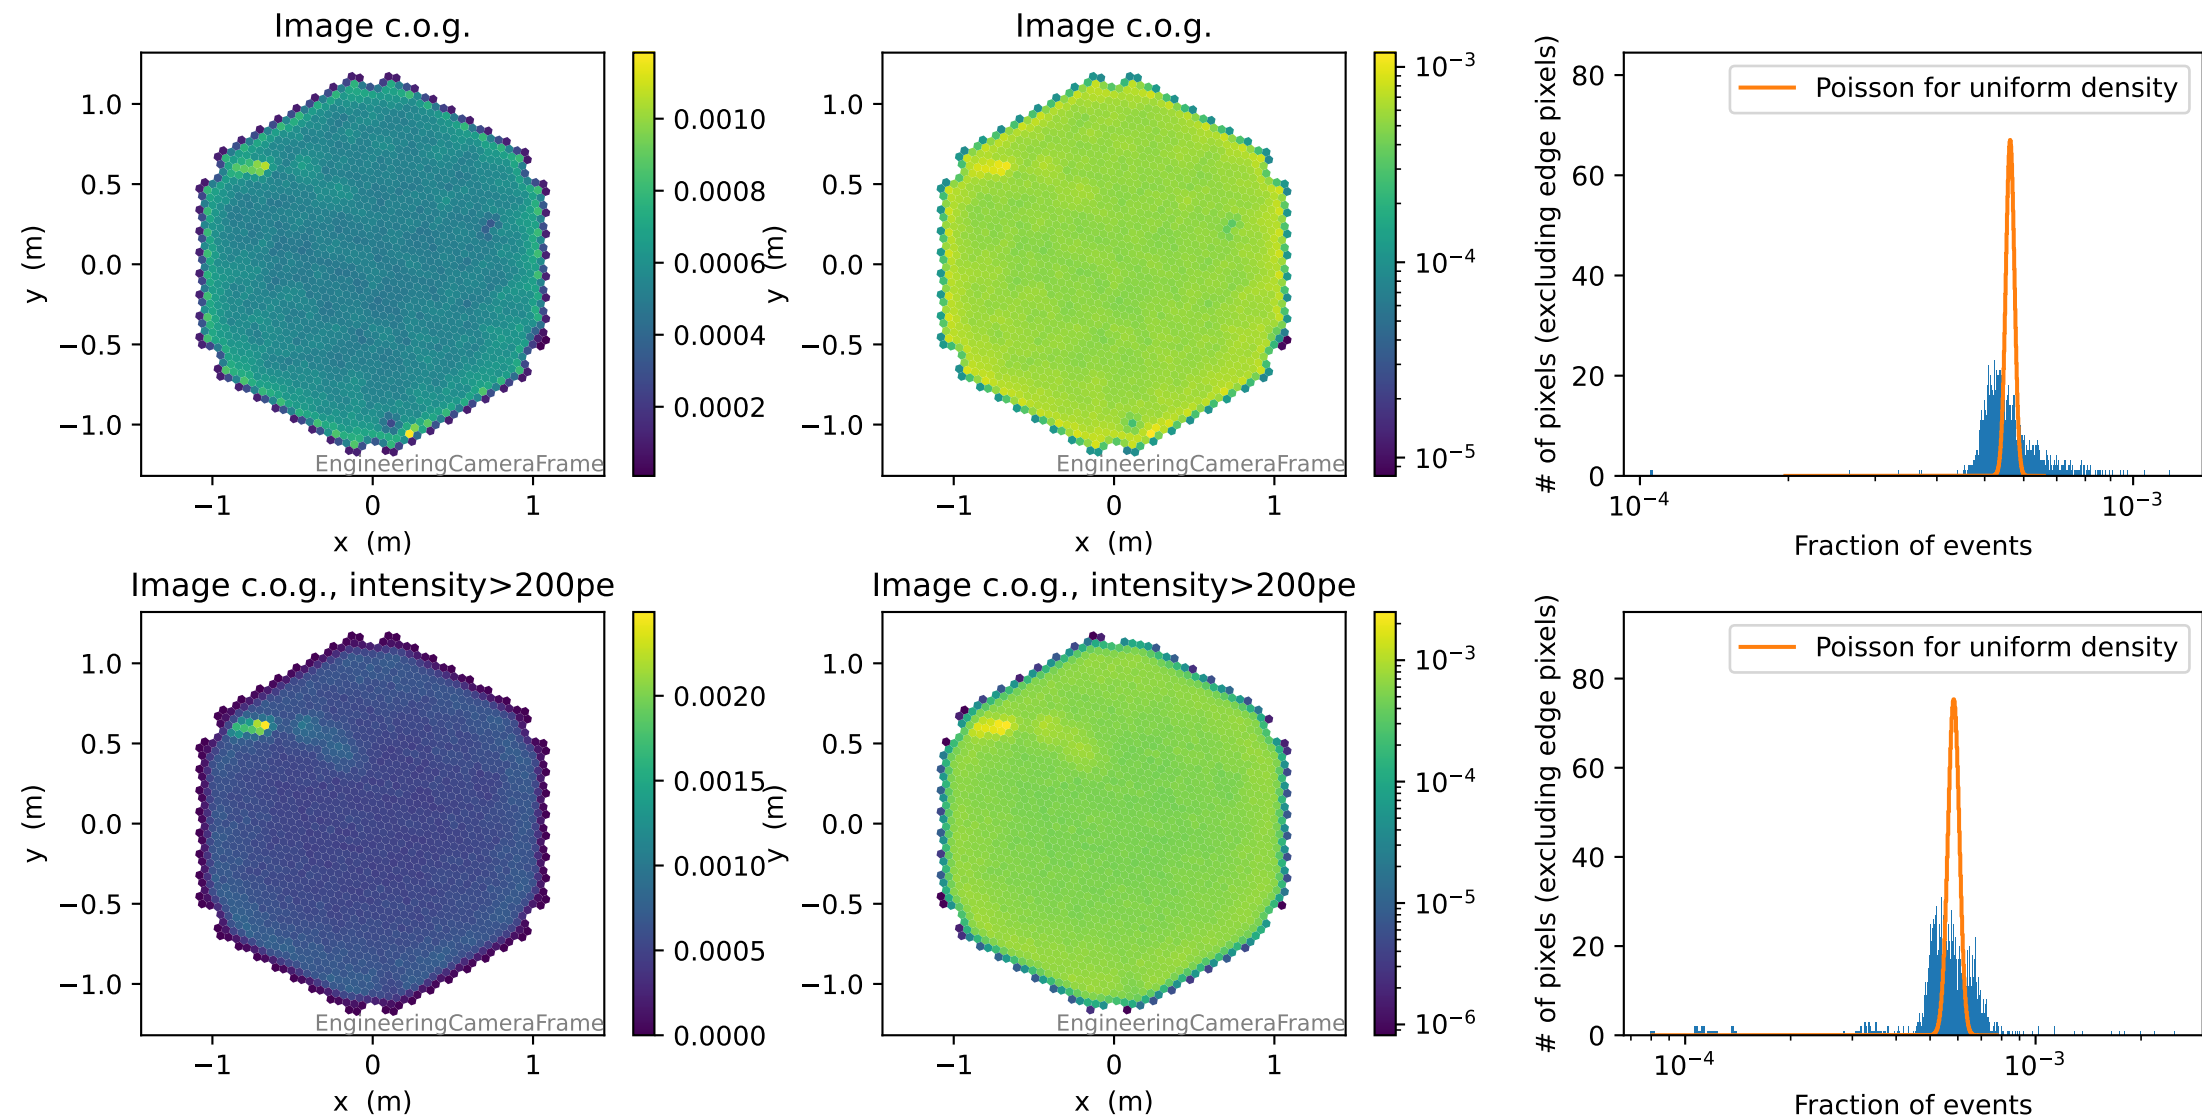 Image c.o.g.
1.0
0.5
0.0
−0.5
−1.0
y (m)
−1
0
1
x (m)
EngineeringCameraFrame
0.0010
0.0008
0.0006
0.0004
0.0002
Image c.o.g.
1.0
0.5
0.0
−0.5
−1.0
y (m)
−1
0
1
x (m)
EngineeringCameraFrame
10⁻³
10⁻⁴
10⁻⁵
# of pixels (excluding edge pixels)
80
60
40
20
0
Poisson for uniform density
10⁻⁴
10⁻³
Fraction of events
Image c.o.g., intensity>200pe
1.0
0.5
0.0
−0.5
−1.0
y (m)
−1
0
1
x (m)
EngineeringCameraFrame
0.0020
0.0015
0.0010
0.0005
0.0000
Image c.o.g., intensity>200pe
1.0
0.5
0.0
−0.5
−1.0
y (m)
−1
0
1
x (m)
EngineeringCameraFrame
10⁻³
10⁻⁴
10⁻⁵
10⁻⁶
# of pixels (excluding edge pixels)
80
60
40
20
0
Poisson for uniform density
10⁻⁴
10⁻³
Fraction of events